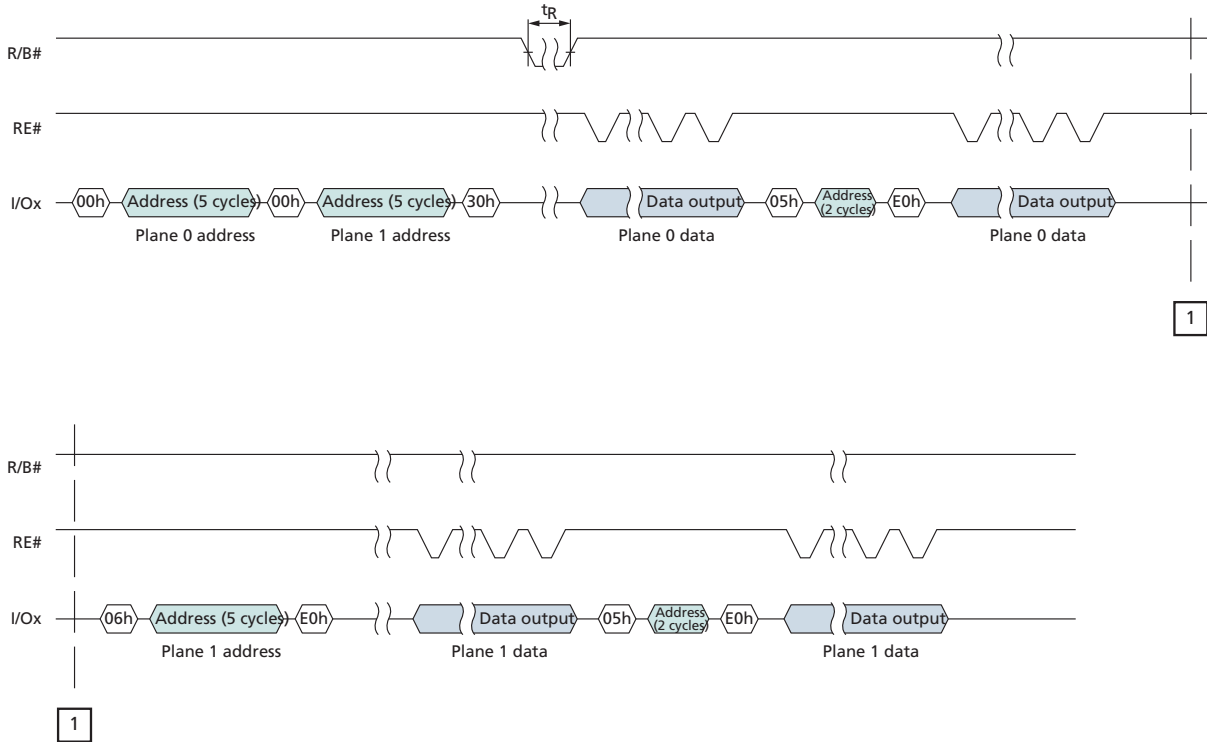 tR
R/B#
RE#
I/Ox
00h
Address (5 cycles)
00h
Address (5 cycles)
30h
Data output
05h
Address (2 cycles)
E0h
Data output
Plane 0 address
Plane 1 address
Plane 0 data
Plane 0 data
1
R/B#
RE#
I/Ox
06h
Address (5 cycles)
E0h
Data output
05h
Address (2 cycles)
E0h
Data output
Plane 1 address
Plane 1 data
Plane 1 data
1